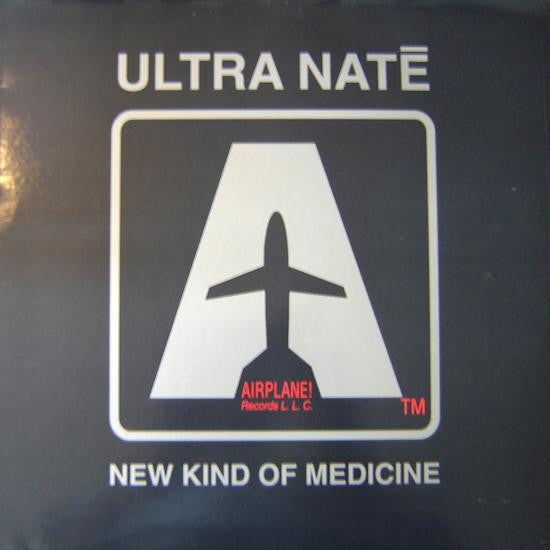 ULTRA NATĒ
AIRPLANE!
Records L. L. C.
TM
NEW KIND OF MEDICINE